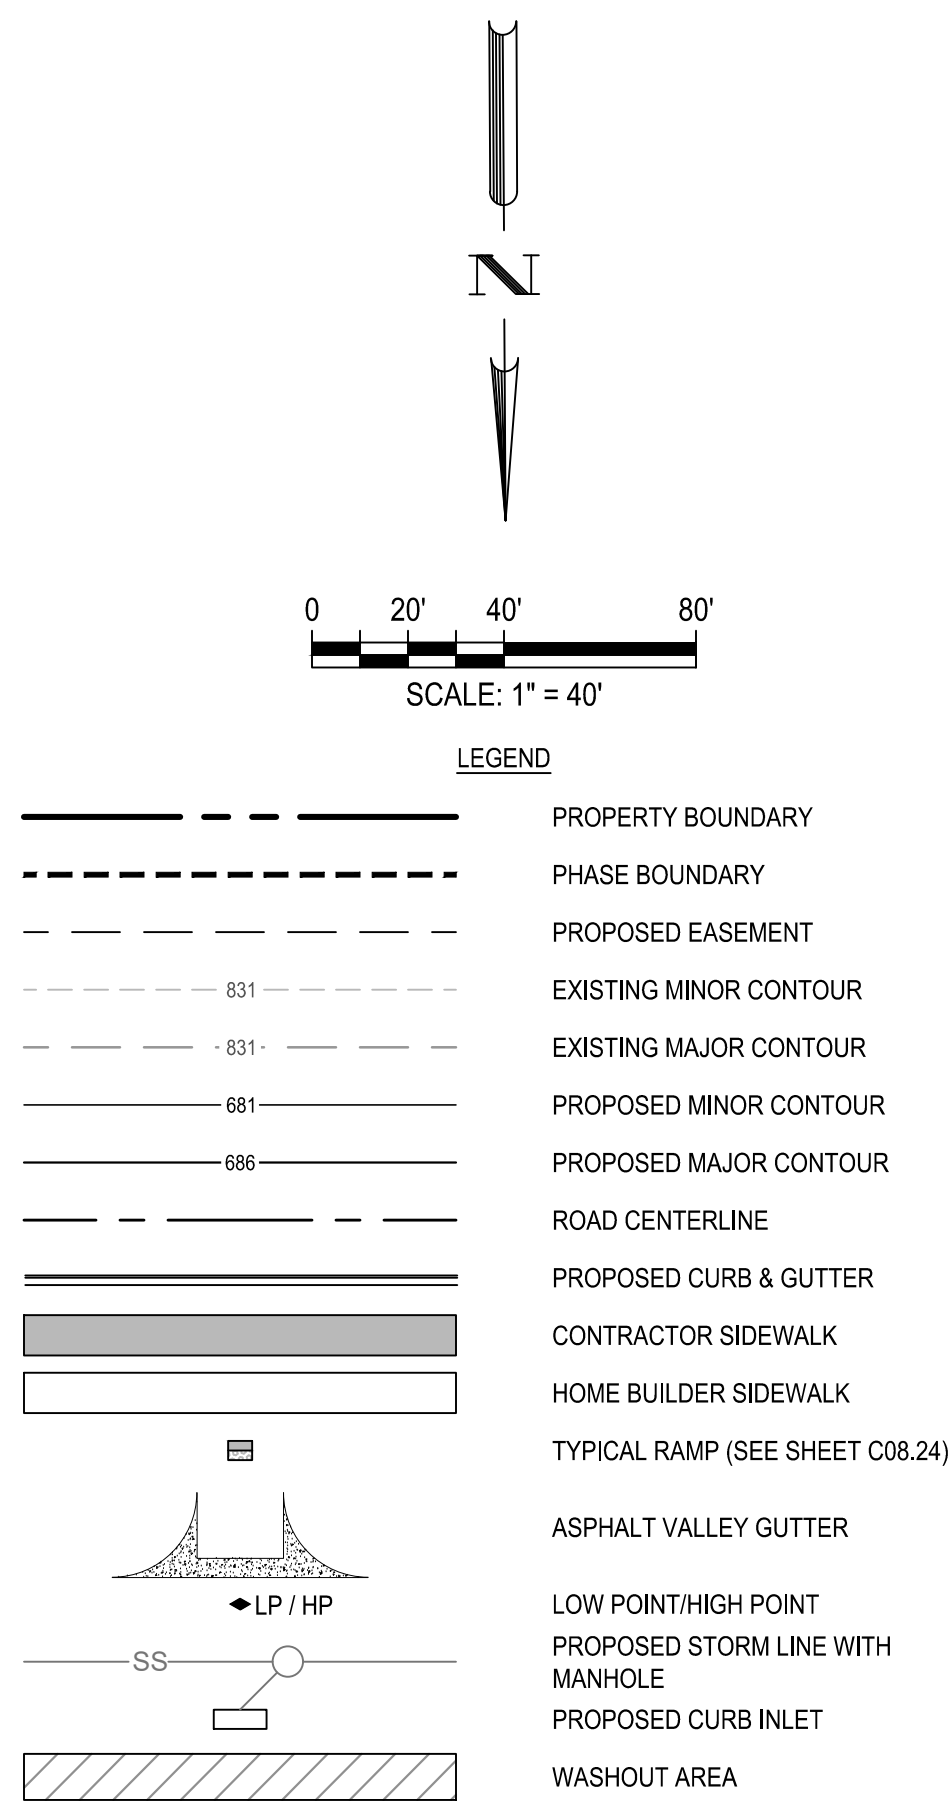 N
0 20' 40' 80'
SCALE: 1" = 40'
LEGEND
PROPERTY BOUNDARY
PHASE BOUNDARY
PROPOSED EASEMENT
831 EXISTING MINOR CONTOUR
831 EXISTING MAJOR CONTOUR
681 PROPOSED MINOR CONTOUR
686 PROPOSED MAJOR CONTOUR
ROAD CENTERLINE
PROPOSED CURB & GUTTER
CONTRACTOR SIDEWALK
HOME BUILDER SIDEWALK
TYPICAL RAMP (SEE SHEET C08.24)
ASPHALT VALLEY GUTTER
LP / HP LOW POINT/HIGH POINT
SS PROPOSED STORM LINE WITH
MANHOLE
PROPOSED CURB INLET
WASHOUT AREA